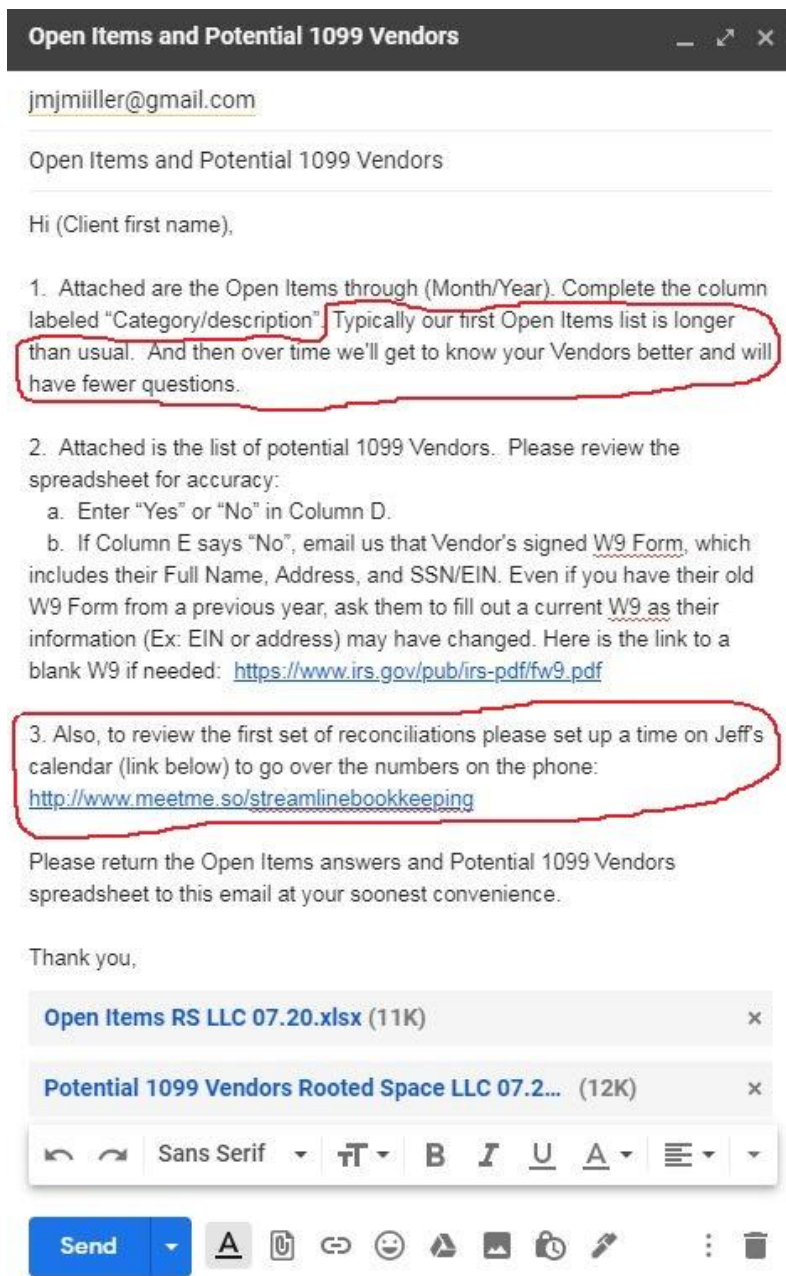 Open Items and Potential 1099 Vendors
jmjmiiller@gmail.com
Open Items and Potential 1099 Vendors
Hi (Client first name),
1.  Attached are the Open Items through (Month/Year). Complete the column
labeled “Category/description”. Typically our first Open Items list is longer
than usual.  And then over time we'll get to know your Vendors better and will
have fewer questions.
2.  Attached is the list of potential 1099 Vendors.  Please review the
spreadsheet for accuracy:
a.  Enter “Yes” or “No” in Column D.
b.  If Column E says “No”, email us that Vendor's signed W9 Form, which
includes their Full Name, Address, and SSN/EIN. Even if you have their old
W9 Form from a previous year, ask them to fill out a current W9 as their
information (Ex: EIN or address) may have changed. Here is the link to a
blank W9 if needed:  https://www.irs.gov/pub/irs-pdf/fw9.pdf
3. Also, to review the first set of reconciliations please set up a time on Jeff's
calendar (link below) to go over the numbers on the phone:
http://www.meetme.so/streamlinebookkeeping
Please return the Open Items answers and Potential 1099 Vendors
spreadsheet to this email at your soonest convenience.
Thank you,
Open Items RS LLC 07.20.xlsx (11K)
Potential 1099 Vendors Rooted Space LLC 07.2… (12K)
Sans Serif
Send